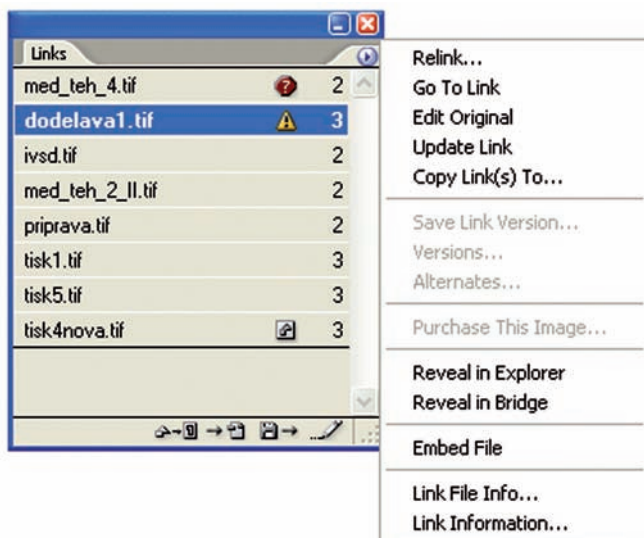 Links
med_teh_4.tif 2
dodelava1.tif 3
ivsd.tif 2
med_teh_2_II.tif 2
priprava.tif 2
tisk1.tif 3
tisk5.tif 3
tisk4nova.tif 3
Relink...
Go To Link
Edit Original
Update Link
Copy Link(s) To...
Save Link Version...
Versions...
Alternates...
Purchase This Image...
Reveal in Explorer
Reveal in Bridge
Embed File
Link File Info...
Link Information...